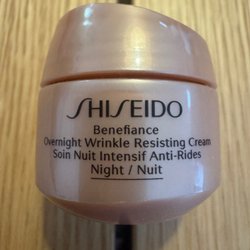 SHISEIDO
Benefiance
Overnight Wrinkle Resisting Cream
Soin Nuit Intensif Anti-Rides
Night / Nuit